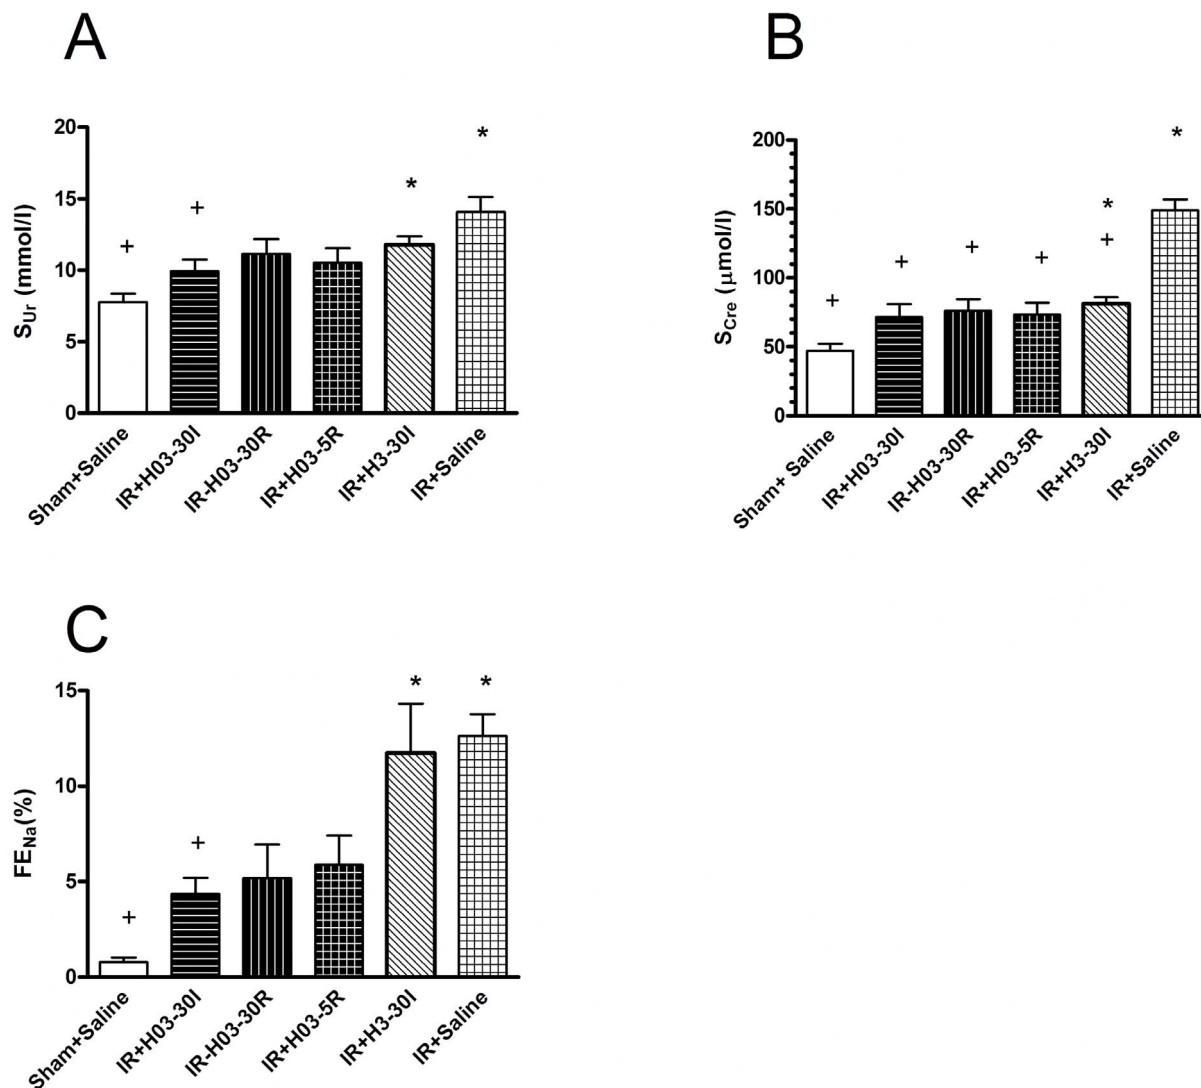 A
20
15
10
5
0
S_Ur (mmol/l)
+
+
*
*
Sham+Saline
IR+H03-30I
IR-H03-30R
IR+H03-5R
IR+H3-30I
IR+Saline
B
200
150
100
50
0
S_Cre (μmol/l)
+
+
+
+
*
+
*
Sham+ Saline
IR+H03-30I
IR-H03-30R
IR+H03-5R
IR+H3-30I
IR+Saline
C
15
10
5
0
FE_Na(%)
+
+
*
*
Sham+Saline
IR+H03-30I
IR-H03-30R
IR+H03-5R
IR+H3-30I
IR+Saline